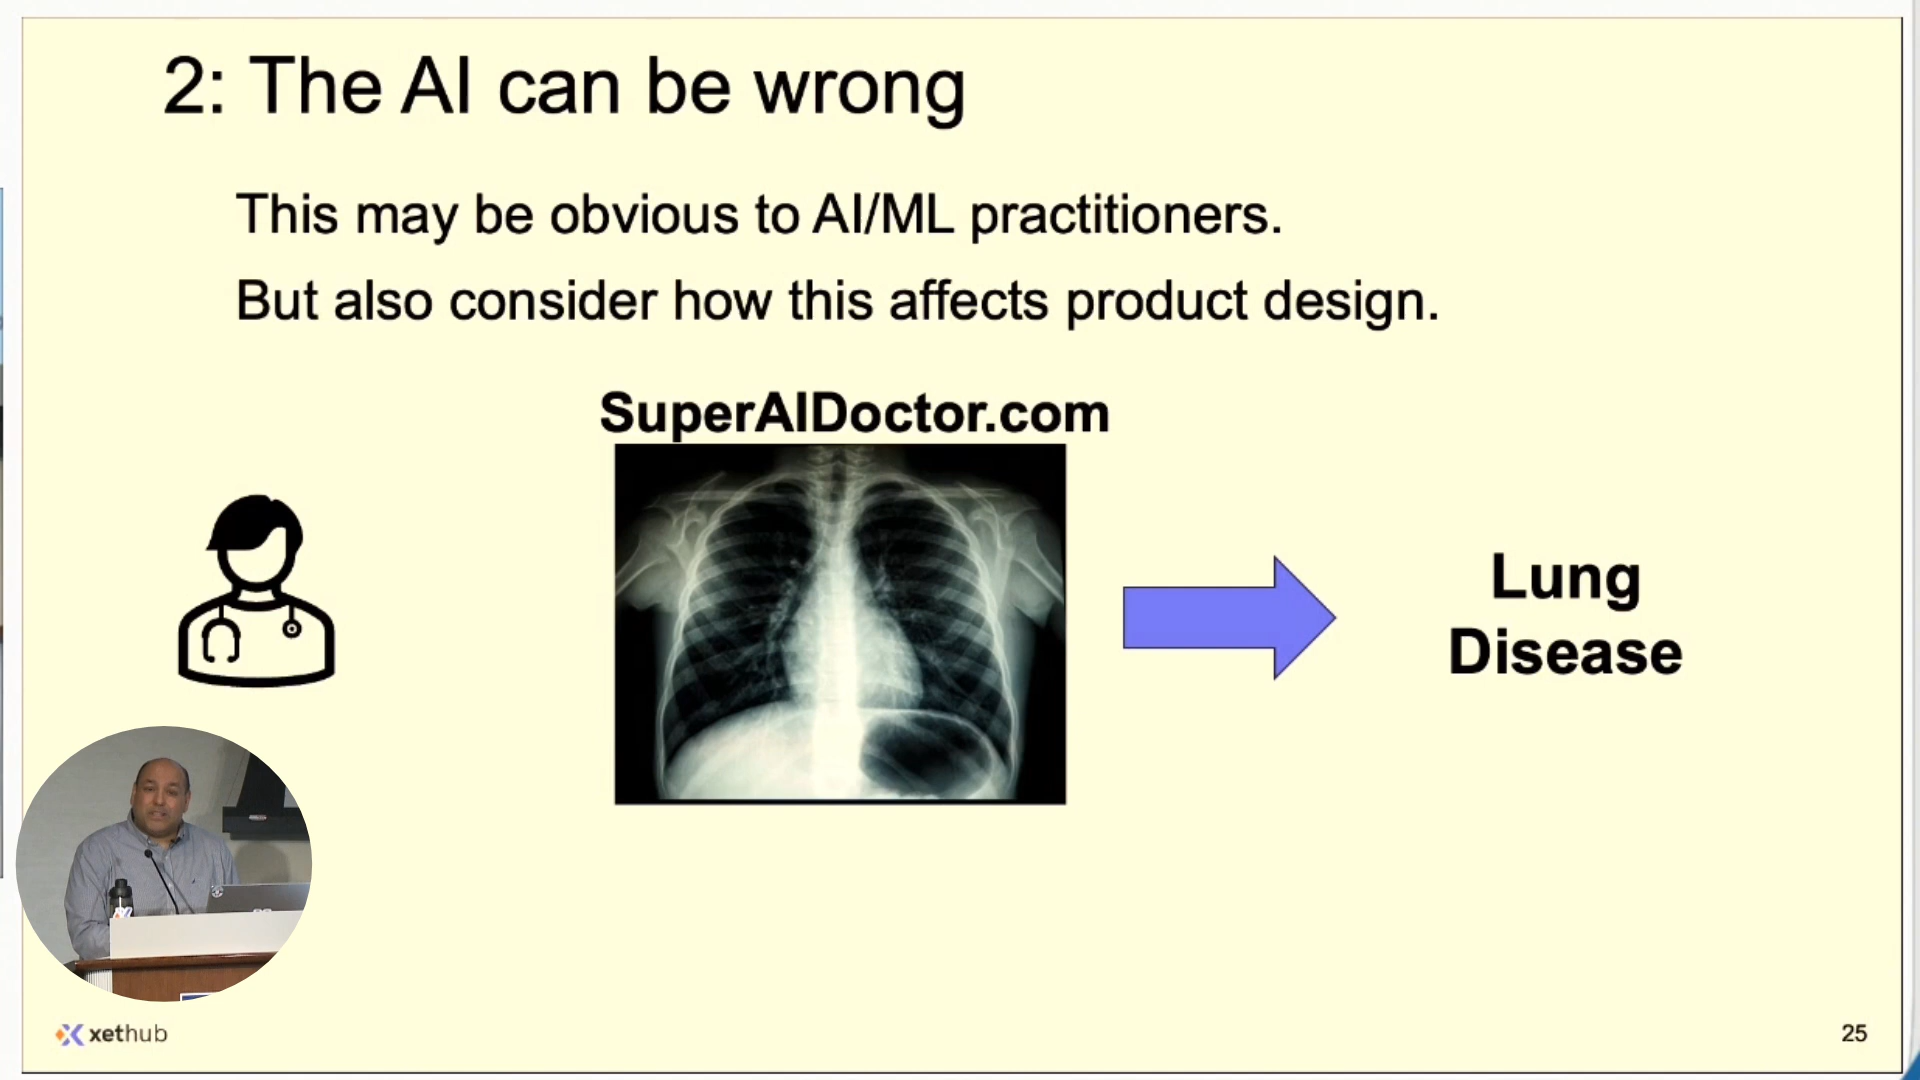 2: The AI can be wrong
This may be obvious to AI/ML practitioners.
But also consider how this affects product design.
SuperAIDoctor.com
Lung
Disease
xethub
25